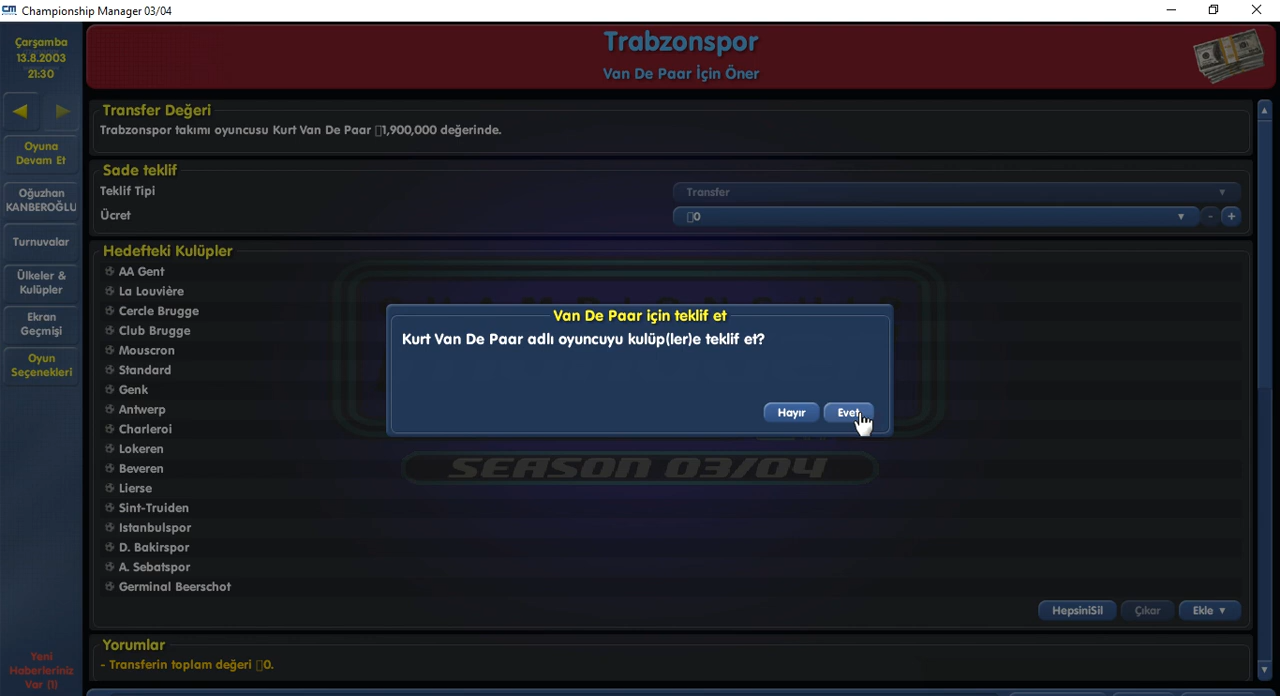 Championship Manager 03/04
Çarşamba
13.8.2003
21:30
Oyuna
Devam Et
Oğuzhan
KANBEROĞLU
Turnuvalar
Ülkeler &
Kulüpler
Ekran
Geçmişi
Oyun
Seçenekleri
Yeni
Haberleriniz
Var (1)
Trabzonspor
Van De Paar İçin Öner
Transfer Değeri
Trabzonspor takımı oyuncusu Kurt Van De Paar 1,900,000 değerinde.
Sade teklif
Teklif Tipi
Transfer
Ücret
0
- +
Hedefteki Kulüpler
AA Gent
La Louvière
Cercle Brugge
Club Brugge
Mouscron
Standard
Genk
Antwerp
Charleroi
Lokeren
Beveren
Lierse
Sint-Truiden
Istanbulspor
D. Bakirspor
A. Sebatspor
Germinal Beerschot
Van De Paar için teklif et
Kurt Van De Paar adlı oyuncuyu kulüp(ler)e teklif et?
Hayır
Evet
SEASON 03/04
HepsiniSil
Çıkar
Ekle
Yorumlar
- Transferin toplam değeri 0.